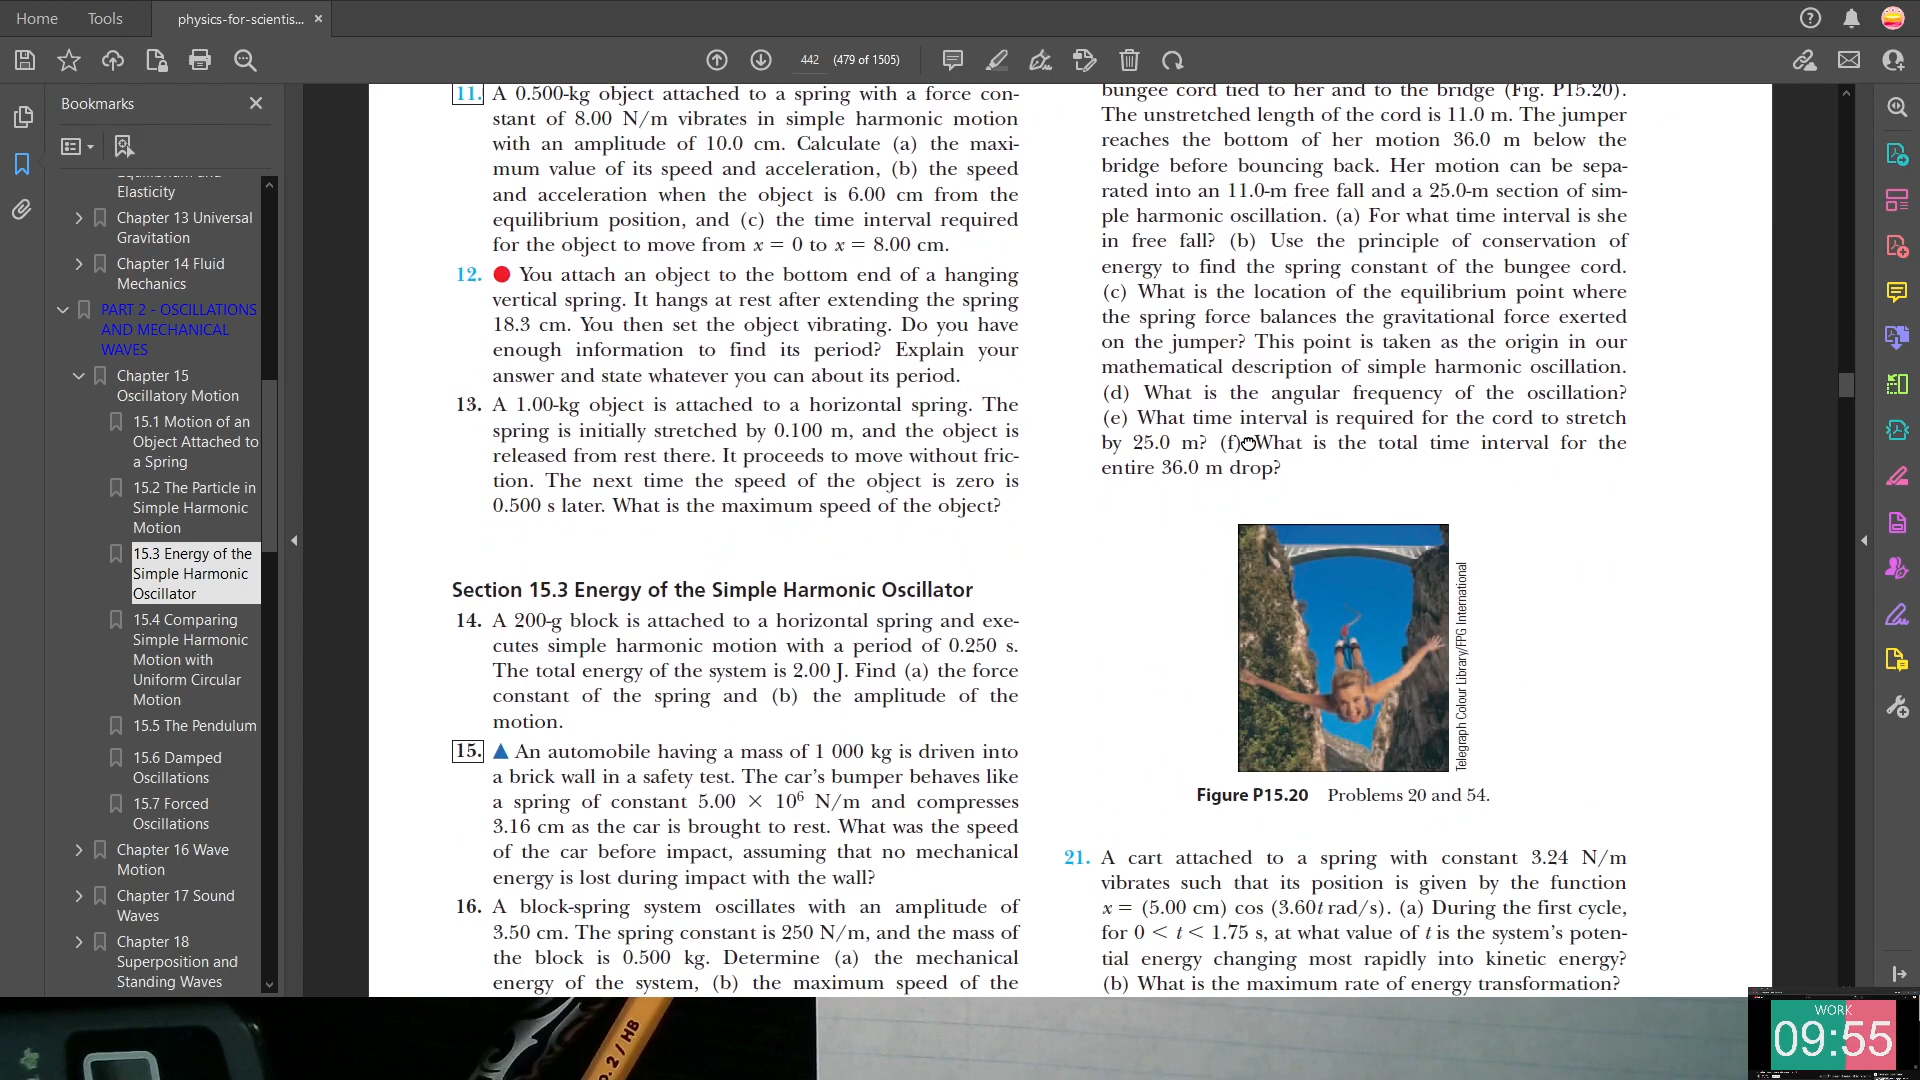 Home
Tools
physics-for-scientis...
442 (479 of 1505)
Bookmarks
Elasticity
Chapter 13 Universal
Gravitation
Chapter 14 Fluid
Mechanics
PART 2 - OSCILLATIONS
AND MECHANICAL
WAVES
Chapter 15
Oscillatory Motion
15.1 Motion of an
Object Attached to
a Spring
15.2 The Particle in
Simple Harmonic
Motion
15.3 Energy of the
Simple Harmonic
Oscillator
15.4 Comparing
Simple Harmonic
Motion with
Uniform Circular
Motion
15.5 The Pendulum
15.6 Damped
Oscillations
15.7 Forced
Oscillations
Chapter 16 Wave
Motion
Chapter 17 Sound
Waves
Chapter 18
Superposition and
Standing Waves
11. A 0.500-kg object attached to a spring with a force con-
stant of 8.00 N/m vibrates in simple harmonic motion
with an amplitude of 10.0 cm. Calculate (a) the maxi-
mum value of its speed and acceleration, (b) the speed
and acceleration when the object is 6.00 cm from the
equilibrium position, and (c) the time interval required
for the object to move from x = 0 to x = 8.00 cm.
12. You attach an object to the bottom end of a hanging
vertical spring. It hangs at rest after extending the spring
18.3 cm. You then set the object vibrating. Do you have
enough information to find its period? Explain your
answer and state whatever you can about its period.
13. A 1.00-kg object is attached to a horizontal spring. The
spring is initially stretched by 0.100 m, and the object is
released from rest there. It proceeds to move without fric-
tion. The next time the speed of the object is zero is
0.500 s later. What is the maximum speed of the object?
Section 15.3 Energy of the Simple Harmonic Oscillator
14. A 200-g block is attached to a horizontal spring and exe-
cutes simple harmonic motion with a period of 0.250 s.
The total energy of the system is 2.00 J. Find (a) the force
constant of the spring and (b) the amplitude of the
motion.
15. ▲ An automobile having a mass of 1 000 kg is driven into
a brick wall in a safety test. The car's bumper behaves like
a spring of constant 5.00 × 10⁶ N/m and compresses
3.16 cm as the car is brought to rest. What was the speed
of the car before impact, assuming that no mechanical
energy is lost during impact with the wall?
16. A block-spring system oscillates with an amplitude of
3.50 cm. The spring constant is 250 N/m, and the mass of
the block is 0.500 kg. Determine (a) the mechanical
energy of the system, (b) the maximum speed of the
bungee cord tied to her and to the bridge (Fig. P15.20).
The unstretched length of the cord is 11.0 m. The jumper
reaches the bottom of her motion 36.0 m below the
bridge before bouncing back. Her motion can be sepa-
rated into an 11.0-m free fall and a 25.0-m section of sim-
ple harmonic oscillation. (a) For what time interval is she
in free fall? (b) Use the principle of conservation of
energy to find the spring constant of the bungee cord.
(c) What is the location of the equilibrium point where
the spring force balances the gravitational force exerted
on the jumper? This point is taken as the origin in our
mathematical description of simple harmonic oscillation.
(d) What is the angular frequency of the oscillation?
(e) What time interval is required for the cord to stretch
by 25.0 m? (f) What is the total time interval for the
entire 36.0 m drop?
Telegraph Colour Library/FPG International
Figure P15.20 Problems 20 and 54.
21. A cart attached to a spring with constant 3.24 N/m
vibrates such that its position is given by the function
x = (5.00 cm) cos (3.60t rad/s). (a) During the first cycle,
for 0 < t < 1.75 s, at what value of t is the system's poten-
tial energy changing most rapidly into kinetic energy?
(b) What is the maximum rate of energy transformation?
2 / HB
WORK
09:55